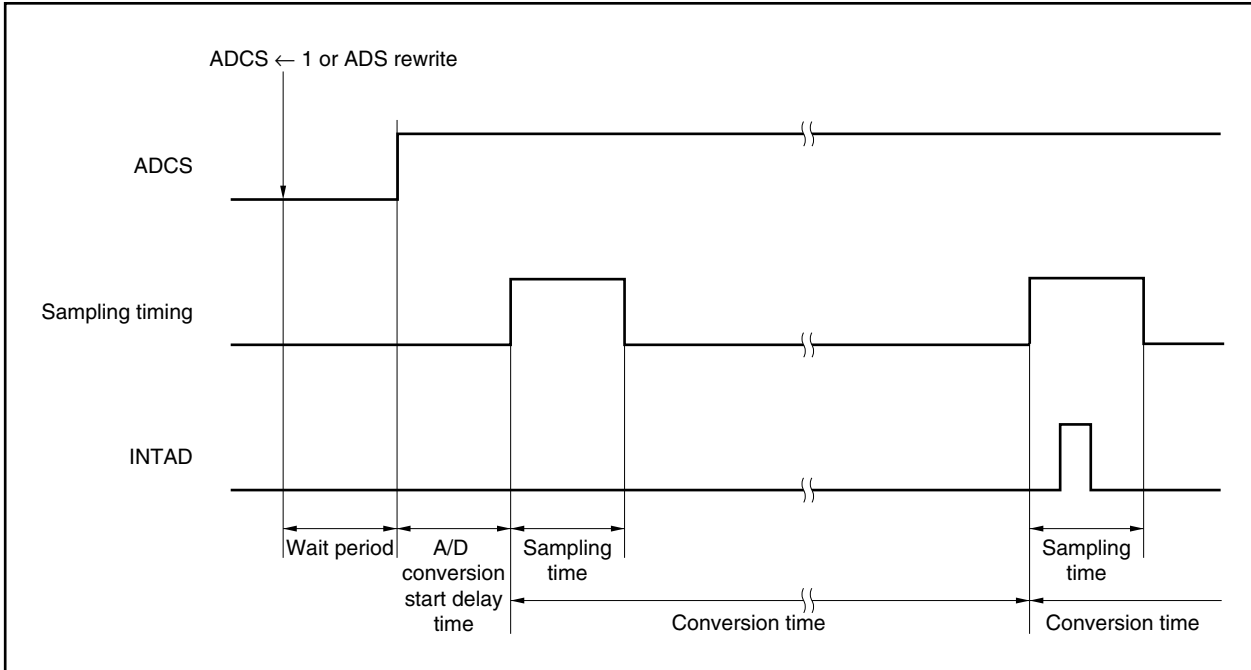 ADCS ← 1 or ADS rewrite
ADCS
Sampling timing
INTAD
Wait period
A/D
conversion
start delay
time
Sampling
time
Sampling
time
Conversion time
Conversion time